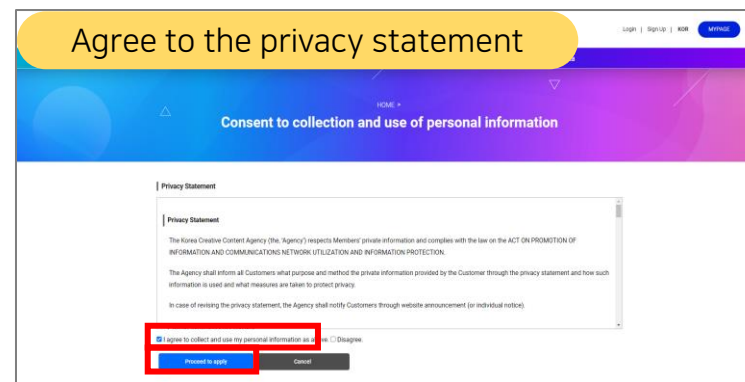 Agree to the privacy statement
Login | Sign Up | KOR MYPAGE
HOME >
Consent to collection and use of personal information
Privacy Statement
Privacy Statement
The Korea Creative Content Agency (the, 'Agency') respects Members' private information and complies with the law on the ACT ON PROMOTION OF
INFORMATION AND COMMUNICATIONS NETWORK UTILIZATION AND INFORMATION PROTECTION.
The Agency shall inform all Customers what purpose and method the private information provided by the Customer through the privacy statement and how such
information is used and what measures are taken to protect privacy.
In case of revising the privacy statement, the Agency shall notify Customers through website announcement (or individual notice).
I agree to collect and use my personal information as above. Disagree.
Proceed to apply Cancel